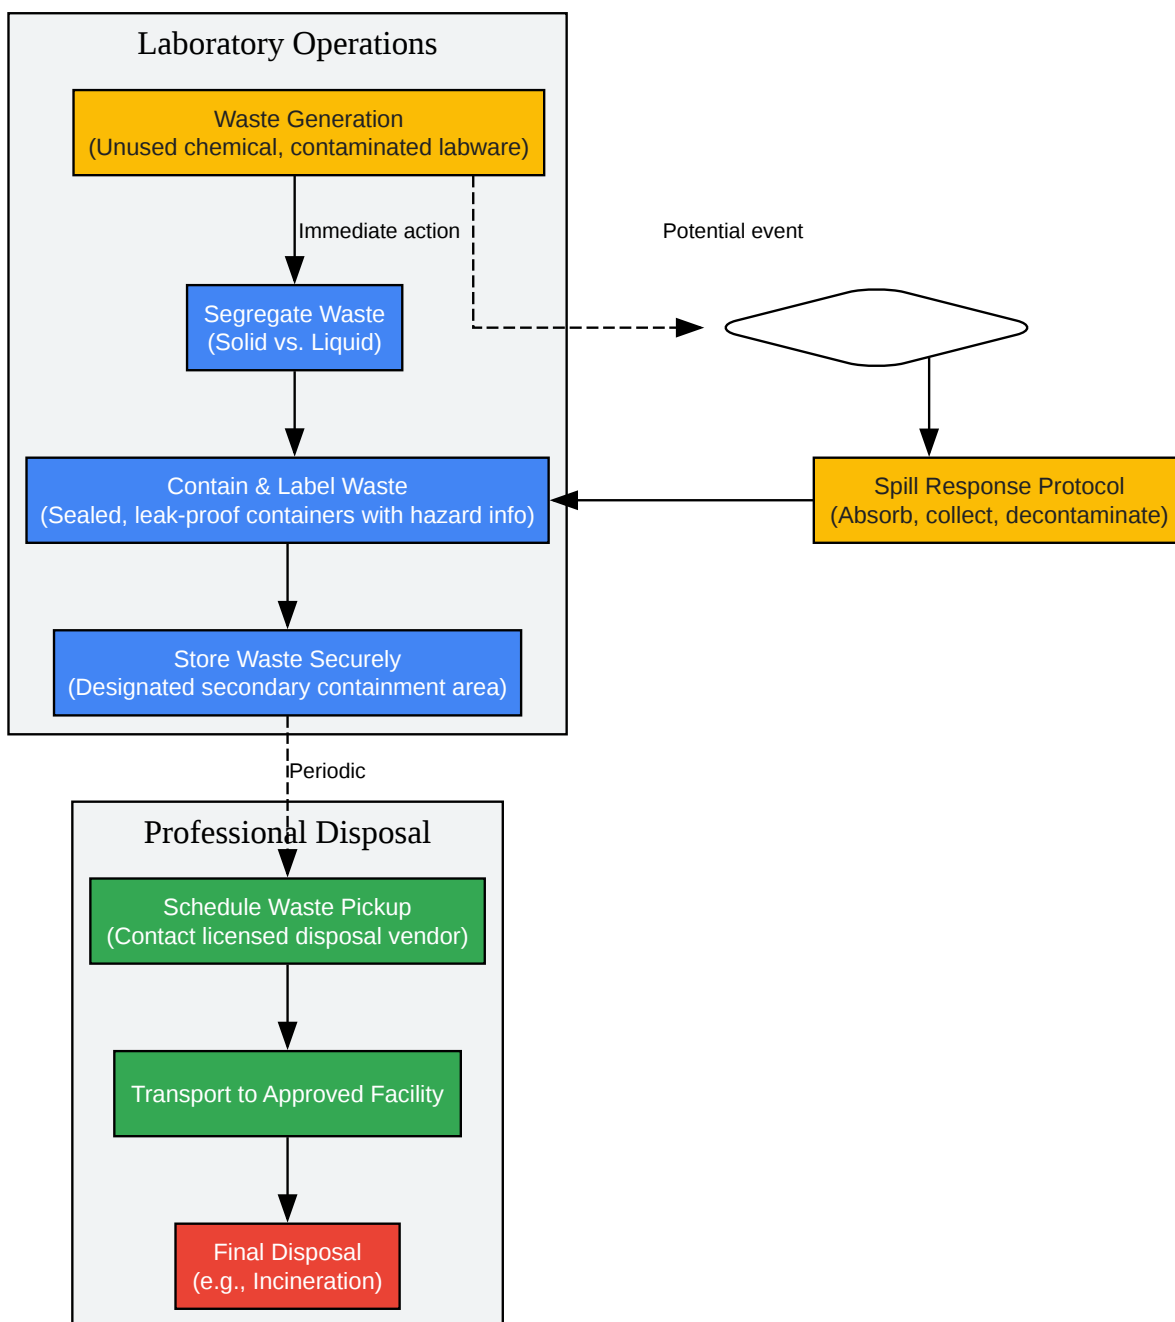 Laboratory Operations
Waste Generation
(Unused chemical, contaminated labware)
Immediate action
Potential event
Segregate Waste
(Solid vs. Liquid)
Contain & Label Waste
(Sealed, leak-proof containers with hazard info)
Spill Response Protocol
(Absorb, collect, decontaminate)
Store Waste Securely
(Designated secondary containment area)
Periodic
Professional Disposal
Schedule Waste Pickup
(Contact licensed disposal vendor)
Transport to Approved Facility
Final Disposal
(e.g., Incineration)